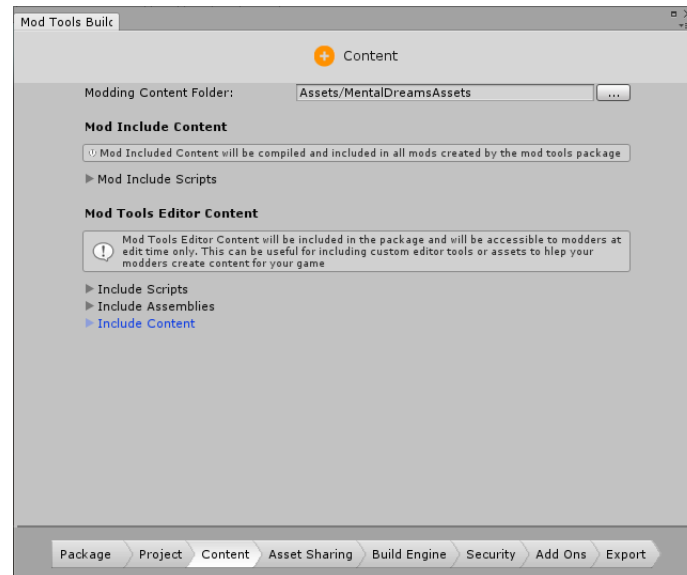 Mod Tools Builc
Content
Modding Content Folder: Assets/MentalDreamsAssets ...
Mod Include Content
Mod Included Content will be compiled and included in all mods created by the mod tools package
Mod Include Scripts
Mod Tools Editor Content
Mod Tools Editor Content will be included in the package and will be accessible to modders at
edit time only. This can be useful for including custom editor tools or assets to hlep your
modders create content for your game
Include Scripts
Include Assemblies
Include Content
Package Project Content Asset Sharing Build Engine Security Add Ons Export